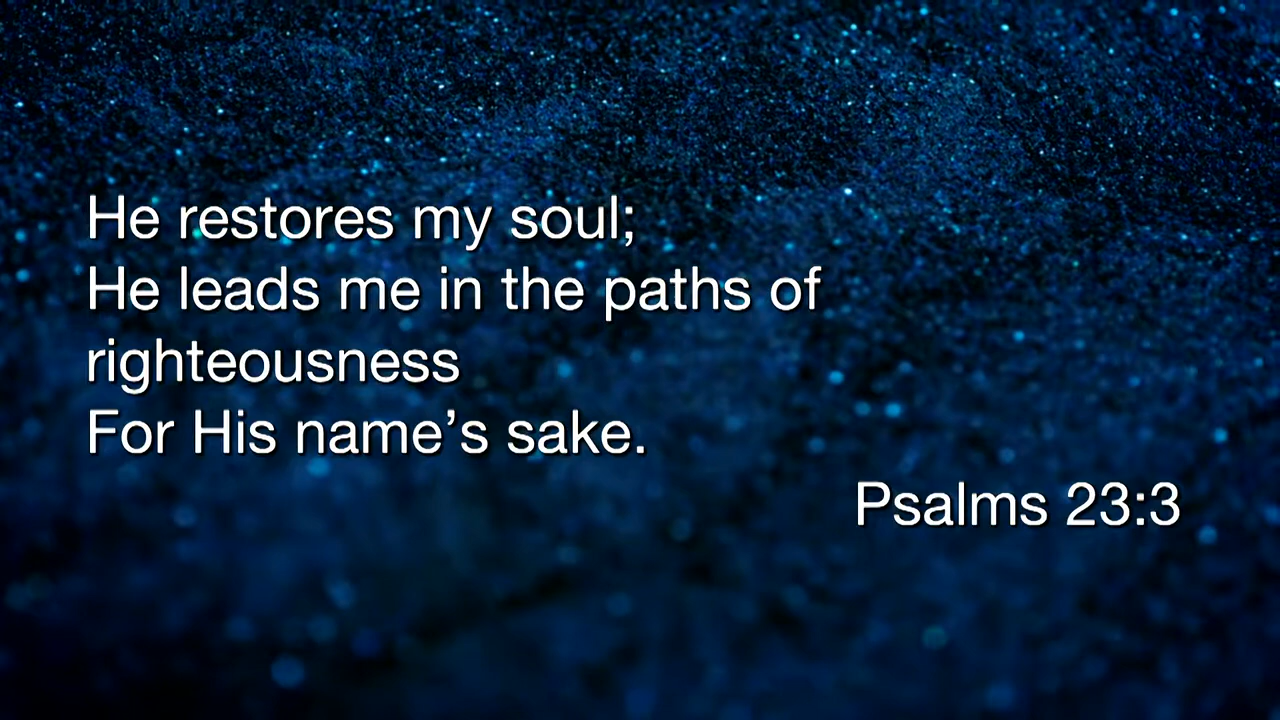 He restores my soul;
He leads me in the paths of
righteousness
For His name’s sake.
Psalms 23:3